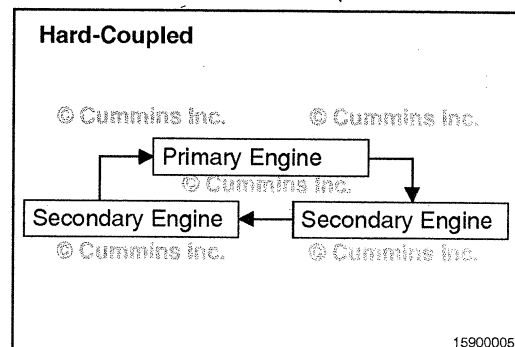 Hard-Coupled
© Cummins Inc. © Cummins Inc.
Primary Engine
© Cummins Inc.
Secondary Engine Secondary Engine
© Cummins Inc. © Cummins Inc.
15900005